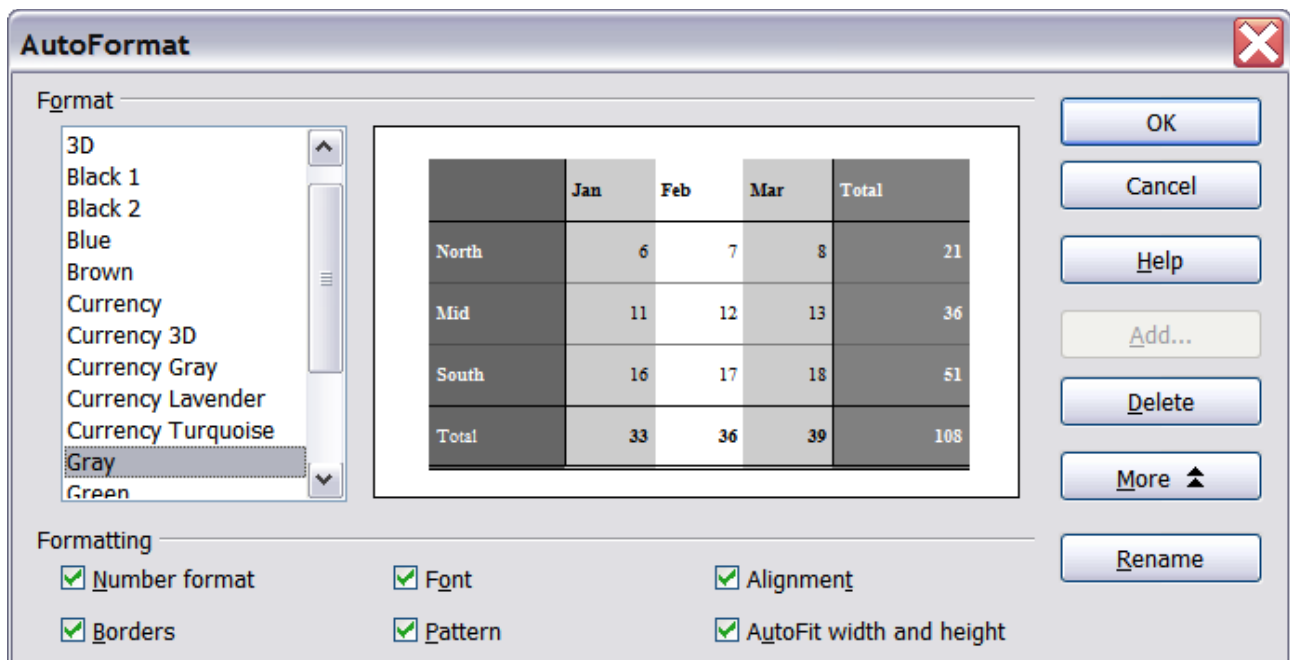 AutoFormat
Format
3D
Black 1
Black 2
Blue
Brown
Currency
Currency 3D
Currency Gray
Currency Lavender
Currency Turquoise
Gray
Green
Jan Feb Mar Total
North 6 7 8 21
Mid 11 12 13 36
South 16 17 18 51
Total 33 36 39 108
OK
Cancel
Help
Add...
Delete
More
Rename
Formatting
Number format Font Alignment
Borders Pattern AutoFit width and height